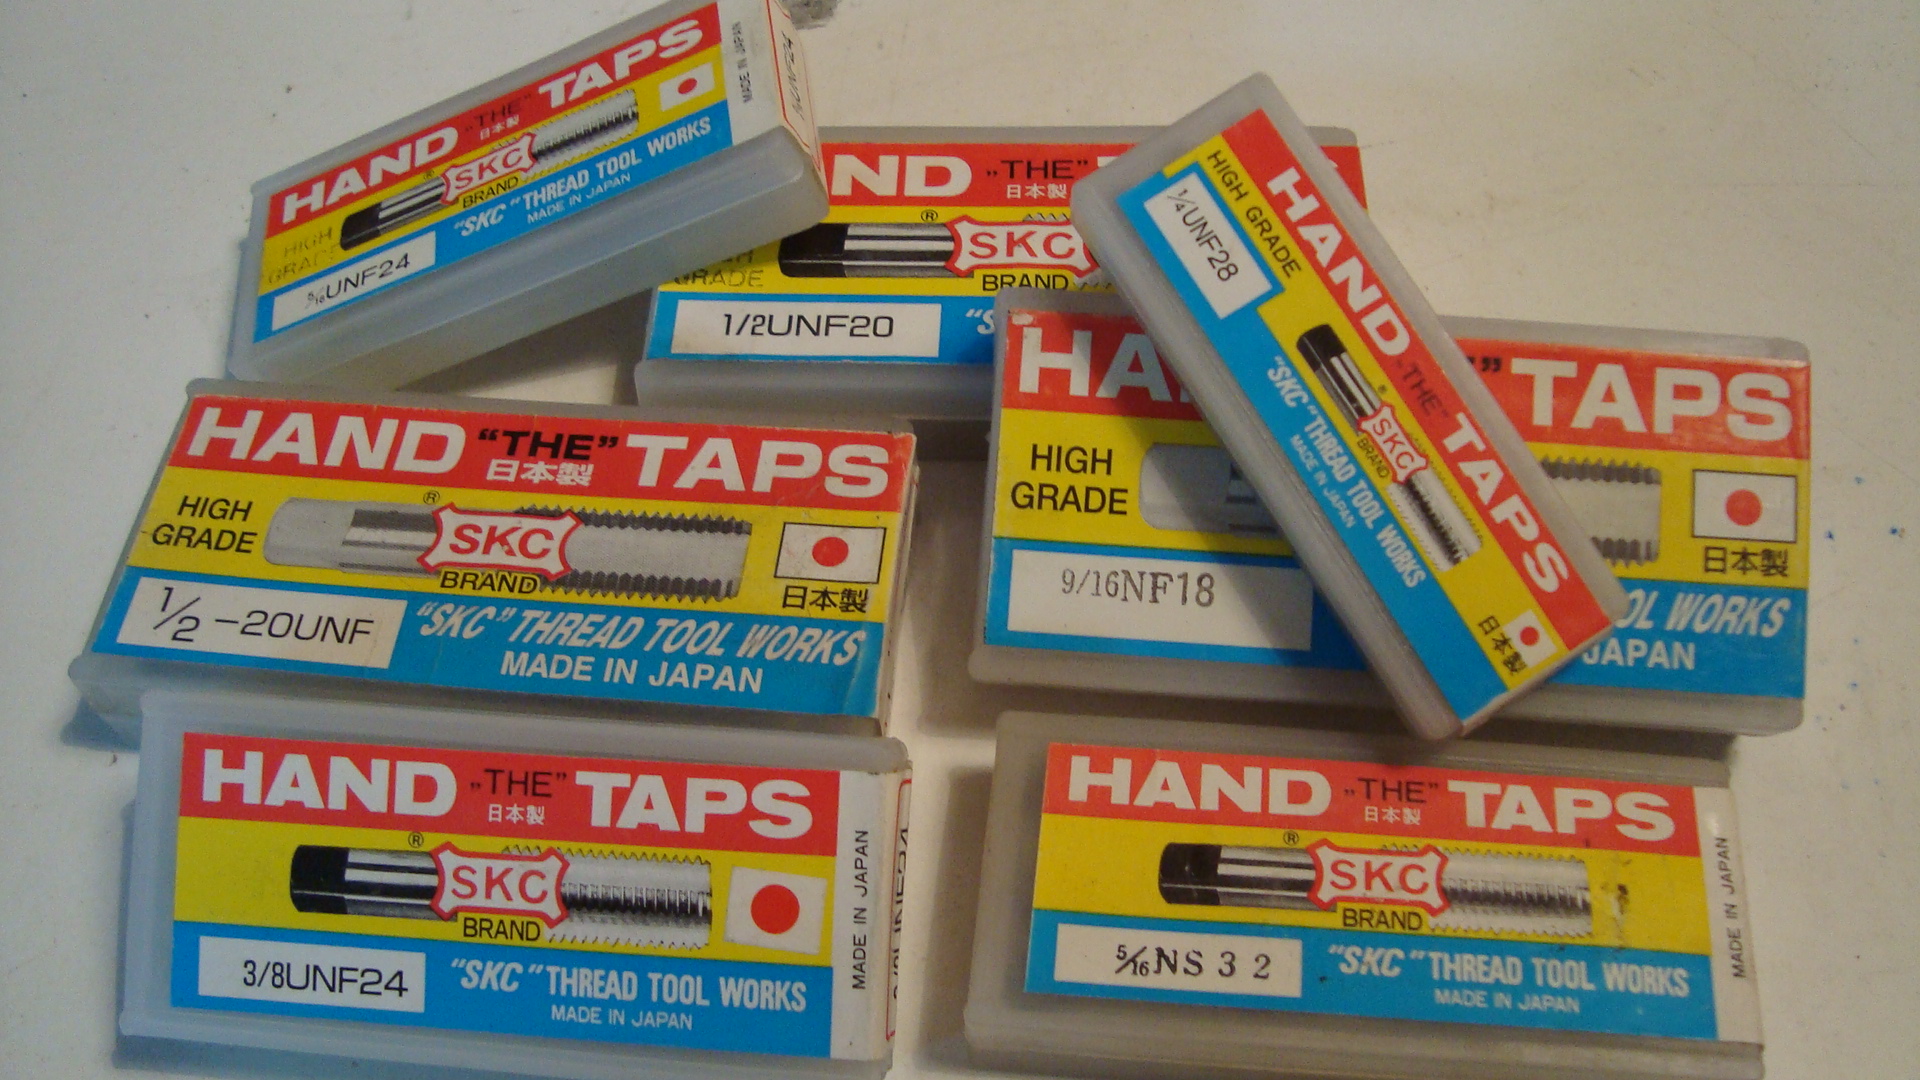 HAND "THE" TAPS
日本製
SKC®
BRAND
HIGH
GRADE
"SKC" THREAD TOOL WORKS
MADE IN JAPAN
5/16UNF24
MADE IN JAPAN
ND "THE" T
日本製
®
SKC
BRAND
GRADE
1/2UNF20
"S
HAND "THE" TAPS
HIGH GRADE
1/4UNF28
®
SKC
BRAND
"SKC" THREAD TOOL WORKS
MADE IN JAPAN
日本製
HAND "THE" TAPS
日本製
HIGH
GRADE
®
SKC
BRAND
日本製
1/2-20UNF
"SKC" THREAD TOOL WORKS
MADE IN JAPAN
HA " TAPS
HIGH
GRADE
日本製
9/16NF18
OL WORKS
JAPAN
HAND "THE" TAPS
日本製
®
SKC
BRAND
3/8UNF24
"SKC" THREAD TOOL WORKS
MADE IN JAPAN
MADE IN JAPAN
HAND "THE" TAPS
日本製
®
SKC
BRAND
5/16NS 3 2
"SKC" THREAD TOOL WORKS
MADE IN JAPAN
MADE IN JAPAN